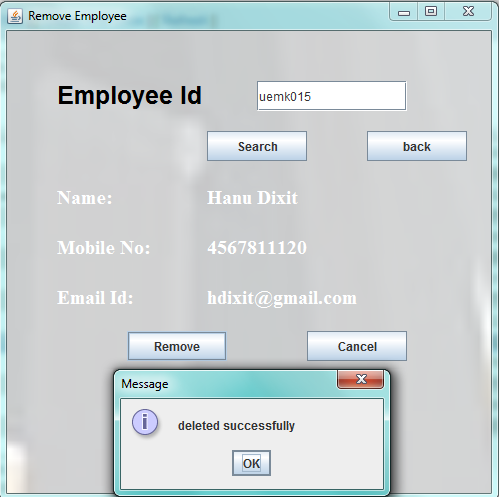 Remove Employee
Employee Id uemk015
Search back
Name: Hanu Dixit
Mobile No: 4567811120
Email Id: hdixit@gmail.com
Remove Cancel
Message
deleted successfully
OK